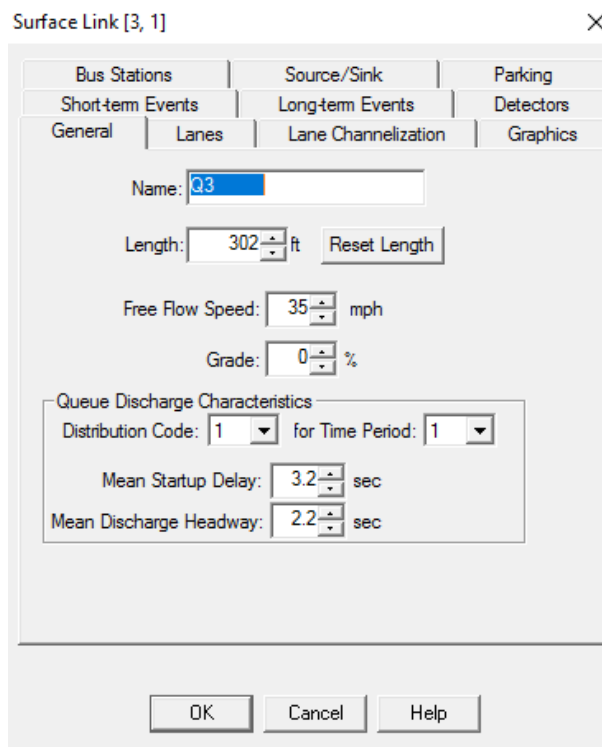 Surface Link [3, 1]
Bus Stations Source/Sink Parking
Short-term Events Long-term Events Detectors
General Lanes Lane Channelization Graphics
Name: Q3
Length: 302 ft Reset Length
Free Flow Speed: 35 mph
Grade: 0 %
Queue Discharge Characteristics
Distribution Code: 1 for Time Period: 1
Mean Startup Delay: 3.2 sec
Mean Discharge Headway: 2.2 sec
OK Cancel Help